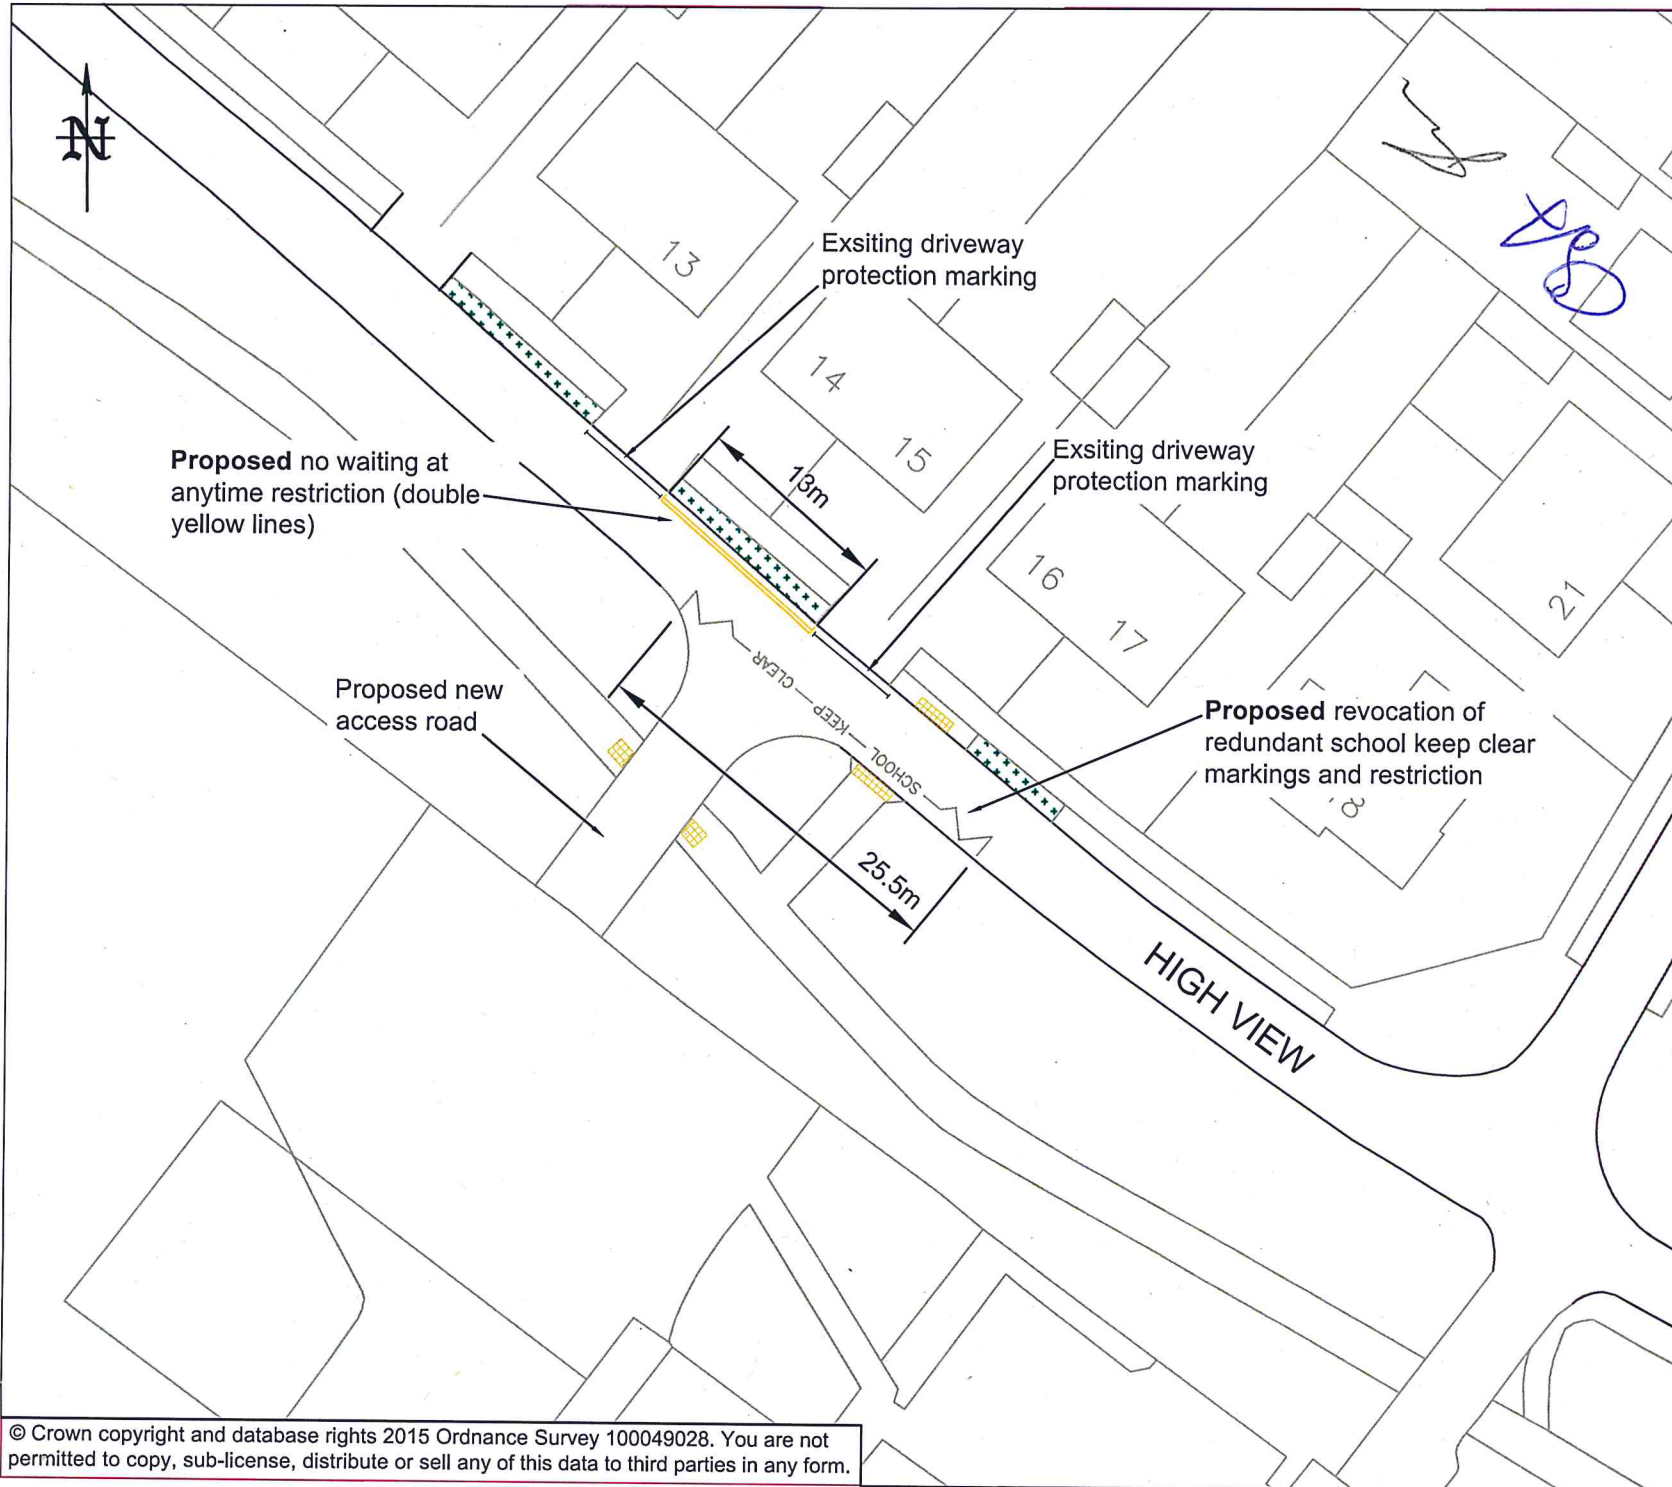 N
13
Exsiting driveway
protection marking
14
15
13m
Proposed no waiting at
anytime restriction (double
yellow lines)
Exsiting driveway
protection marking
16
17
21
Proposed new
access road
SCHOOL — KEEP — CLEAR
Proposed revocation of
redundant school keep clear
markings and restriction
25.5m
HIGH VIEW
© Crown copyright and database rights 2015 Ordnance Survey 100049028. You are not
permitted to copy, sub-license, distribute or sell any of this data to third parties in any form.